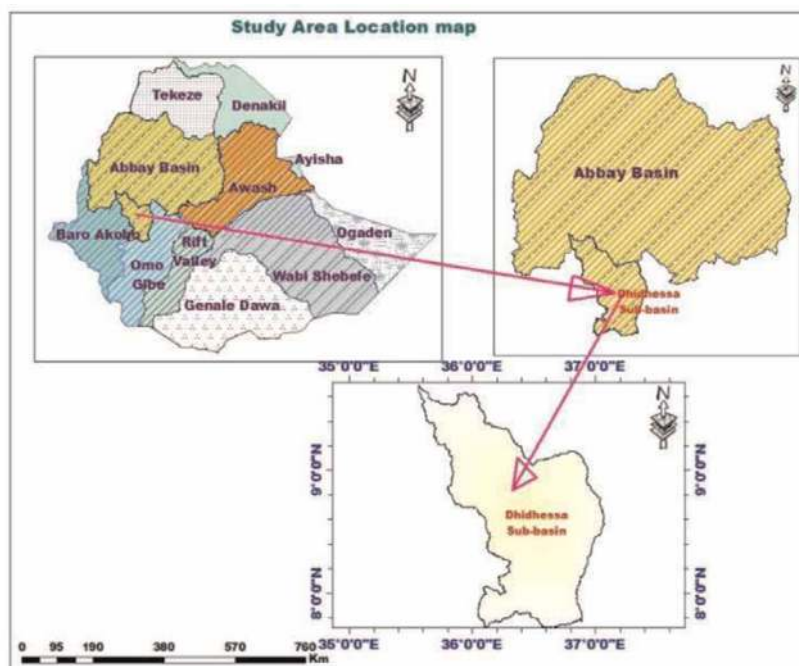 Study Area Location map
N
Tekeze
Denakil
Abbay Basin
Ayisha
Awash
Baro Akobo
Ogaden
Rift
Valley
Omo
Gibe
Wabi Shebele
Genale Dawa
N
Abbay Basin
Dhidhessa
Sub-basin
35°0'0"E
36°0'0"E
37°0'0"E
N
9°0'0"N
9°0'0"N
Dhidhessa
Sub-basin
8°0'0"N
8°0'0"N
35°0'0"E
36°0'0"E
37°0'0"E
0 95 190 380 570 760
Km